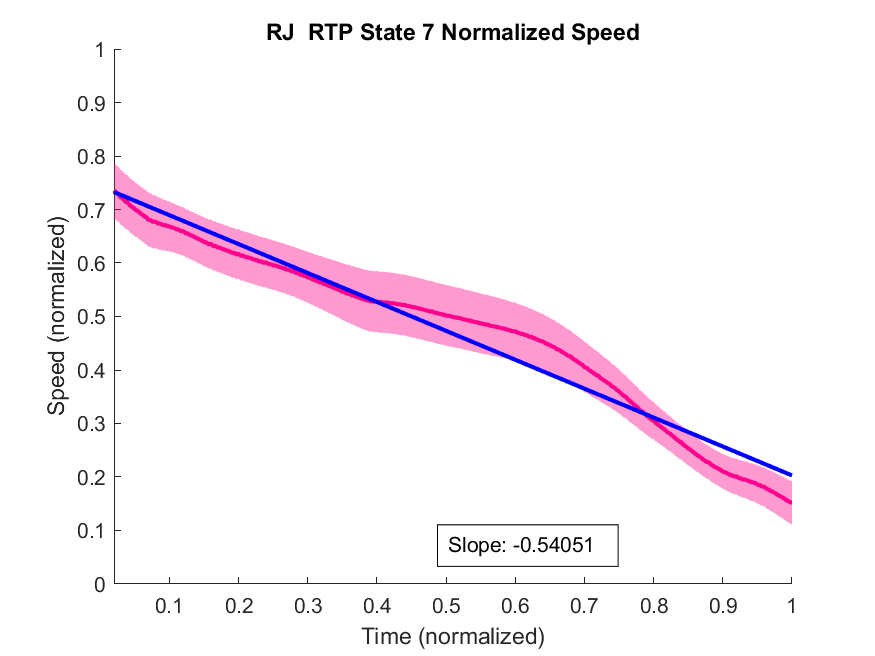 RJ  RTP State 7 Normalized Speed
1
0.9
0.8
0.7
0.6
0.5
0.4
0.3
0.2
0.1
0
Speed (normalized)
Slope: -0.54051
0.1 0.2 0.3 0.4 0.5 0.6 0.7 0.8 0.9 1
Time (normalized)